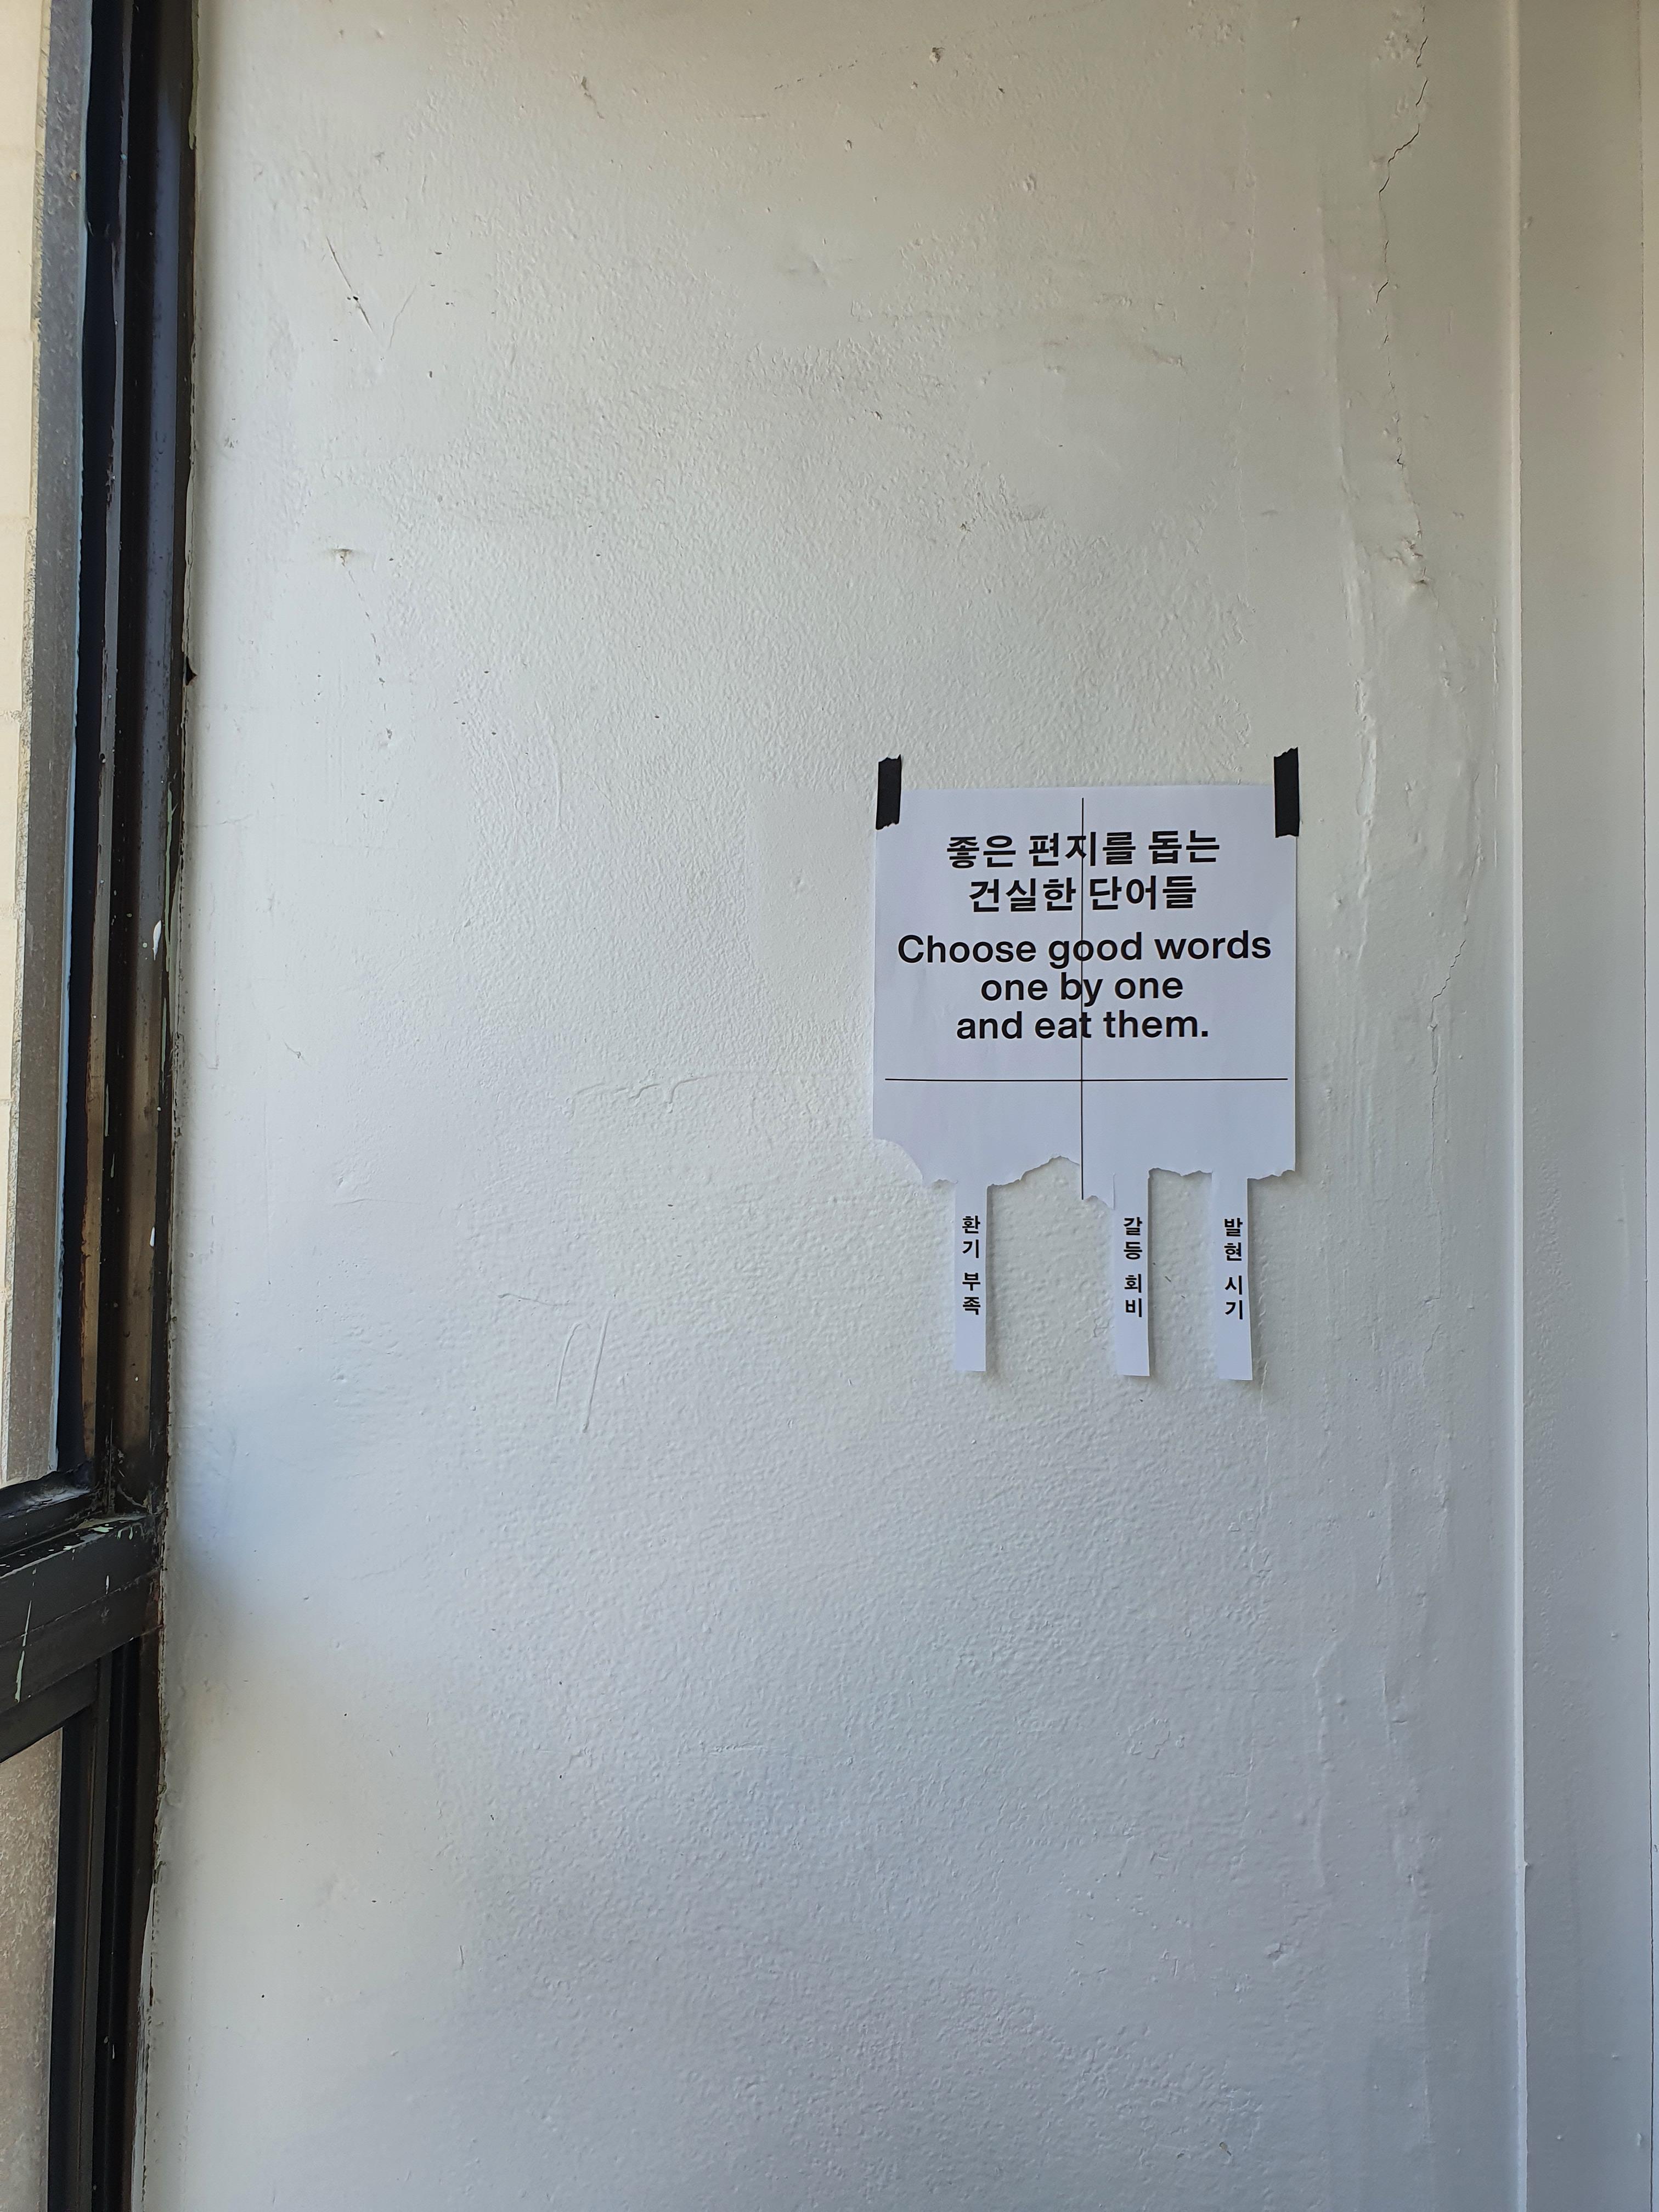 좋은 편지를 돕는
건실한 단어들
Choose good words
one by one
and eat them.
환기 부족
갈등 회비
발현 시기